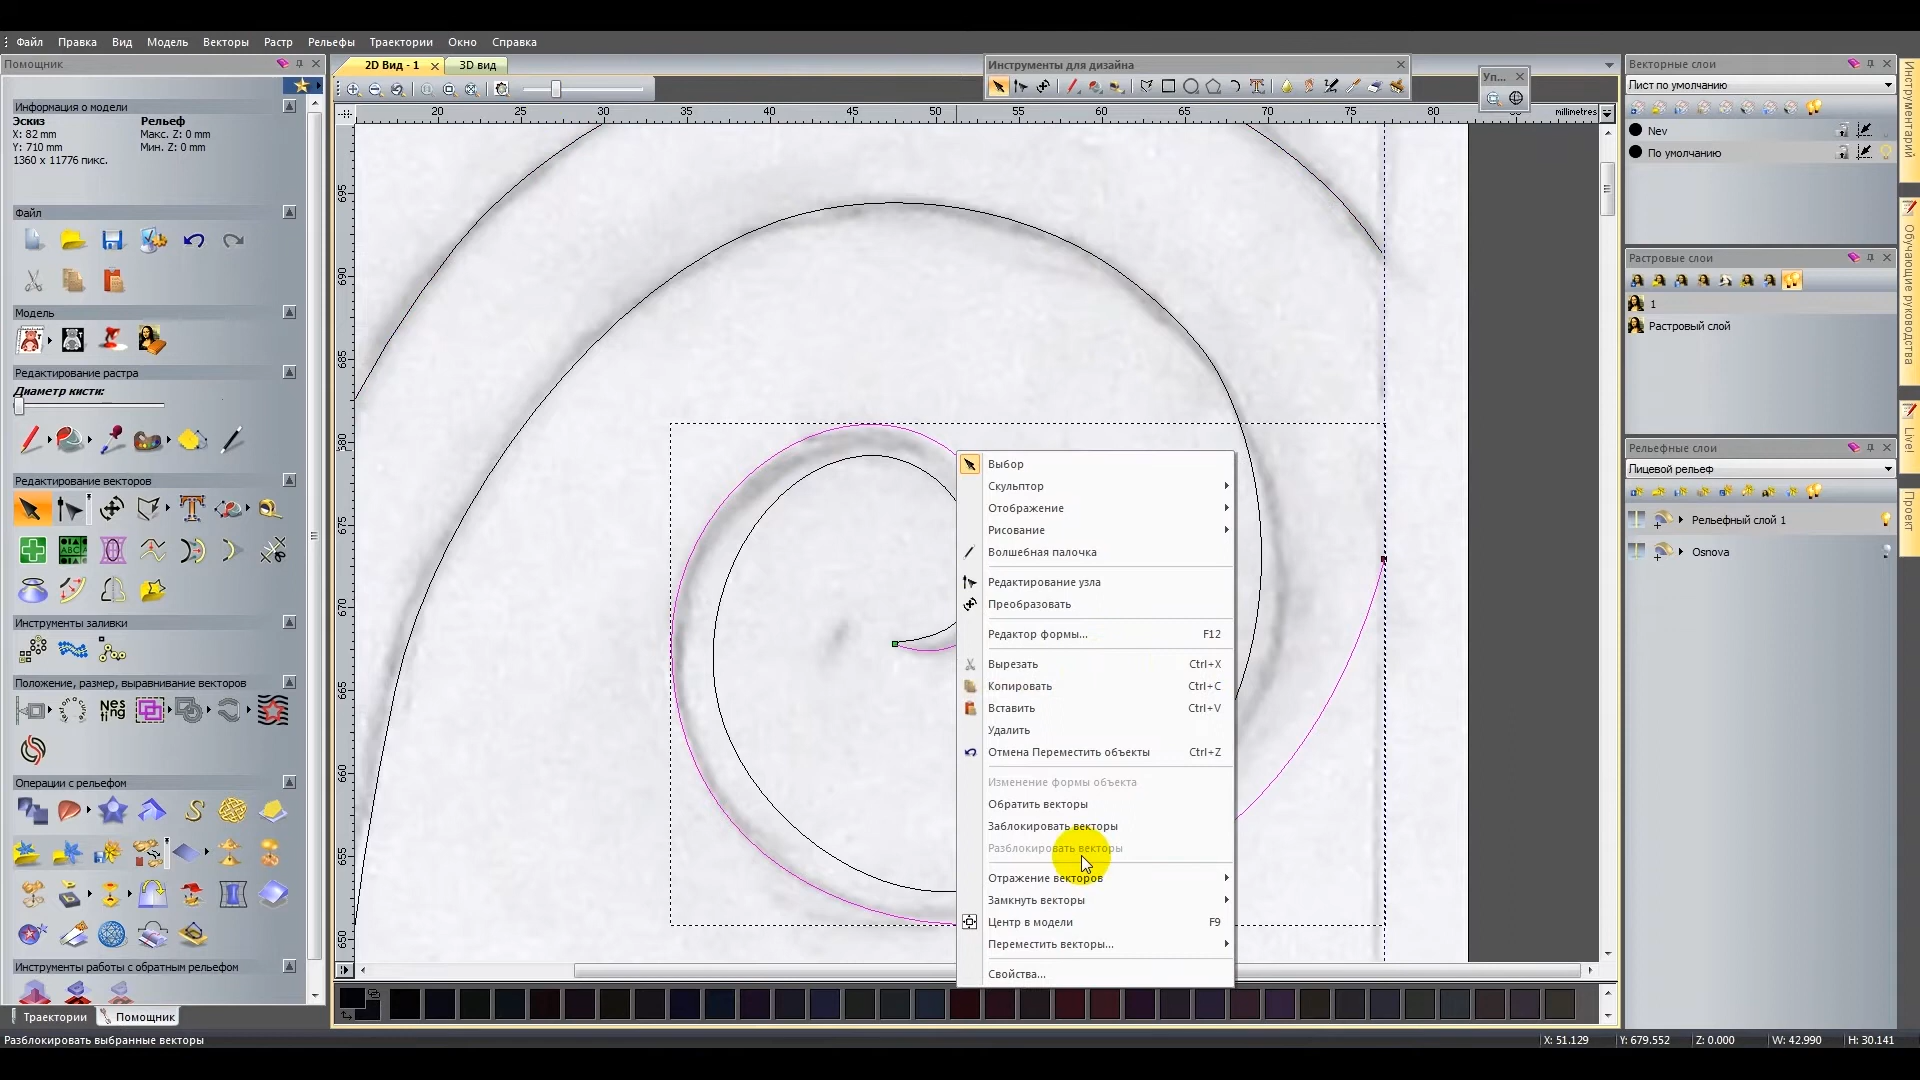 Файл Правка Вид Модель Векторы Растр Рельефы Траектории Окно Справка
Помощник
Информация о модели
Эскиз Рельеф
X: 82 mm Макс. Z: 0 mm
Y: 710 mm Мин. Z: 0 mm
1360 x 11776 пикс.
Файл
Модель
Редактирование растра
Диаметр кисти:
Редактирование векторов
Инструменты заливки
Положение, размер, выравнивание векторов
Nes
ting
Операции с рельефом
Инструменты работы с обратным рельефом
Траектории Помощник
Разблокировать выбранные векторы
2D Вид - 1 3D вид
Инструменты для дизайна
Уп...
20 25 30 35 40 45 50 55 60 65 70 75 80 millimetres
695
690
685
680
675
670
665
660
655
650
Выбор
Скульптор
Отображение
Рисование
Волшебная палочка
Редактирование узла
Преобразовать
Редактор формы... F12
Вырезать Ctrl+X
Копировать Ctrl+C
Вставить Ctrl+V
Удалить
Отмена Переместить объекты Ctrl+Z
Изменение формы объекта
Обратить векторы
Заблокировать векторы
Разблокировать векторы
Отражение векторов
Замкнуть векторы
Центр в модели F9
Переместить векторы...
Свойства...
Векторные слои
Лист по умолчанию
Nev
По умолчанию
Растровые слои
1
Растровый слой
Рельефные слои
Лицевой рельеф
Рельефный слой 1
Osnova
Инструментарий
Обучающие руководства
Live!
Проект
X: 51.129 Y: 679.552 Z: 0.000 W: 42.990 H: 30.141